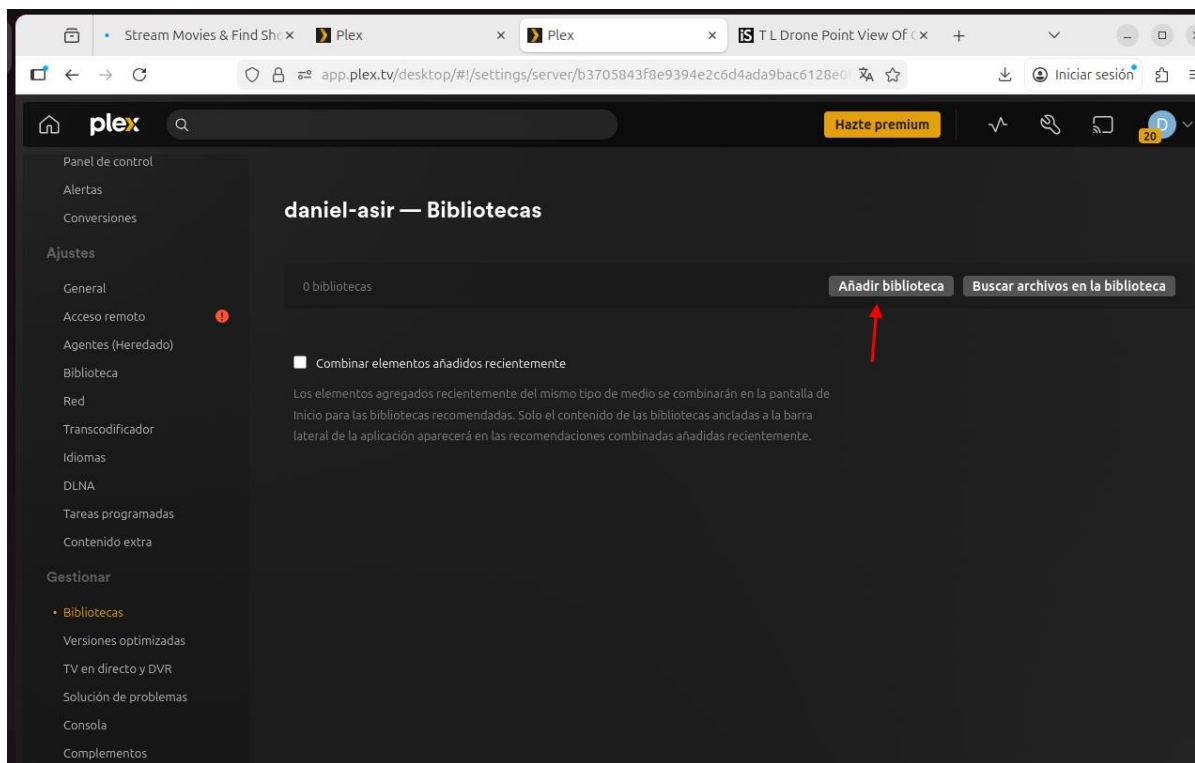 Stream Movies & Find Sho
Plex
Plex
T L Drone Point View Of
app.plex.tv/desktop/#!/settings/server/b3705843f8e9394e2c6d4ada9bac6128e0
Iniciar sesión
plex
Hazte premium
20
D
Panel de control
Alertas
Conversiones
Ajustes
General
Acceso remoto
Agentes (Heredado)
Biblioteca
Red
Transcodificador
Idiomas
DLNA
Tareas programadas
Contenido extra
Gestionar
Bibliotecas
Versiones optimizadas
TV en directo y DVR
Solución de problemas
Consola
Complementos
daniel-asir — Bibliotecas
0 bibliotecas
Añadir biblioteca
Buscar archivos en la biblioteca
Combinar elementos añadidos recientemente
Los elementos agregados recientemente del mismo tipo de medio se combinarán en la pantalla de
Inicio para las bibliotecas recomendadas. Solo el contenido de las bibliotecas ancladas a la barra
lateral de la aplicación aparecerá en las recomendaciones combinadas añadidas recientemente.